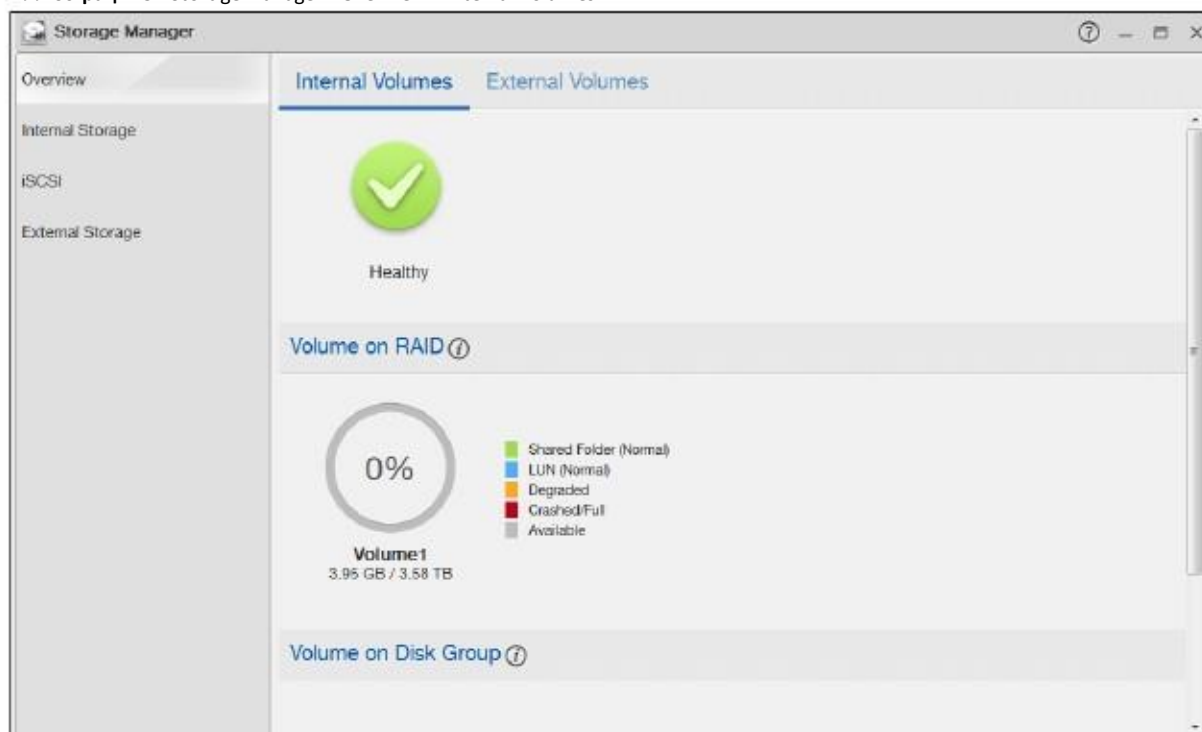 Storage Manager
Overview
Internal Storage
iSCSI
External Storage
Internal Volumes
External Volumes
Healthy
Volume on RAID
0%
Shared Folder (Normal)
LUN (Normal)
Degraded
Crashed/Full
Available
Volume1
3.95 GB / 3.58 TB
Volume on Disk Group